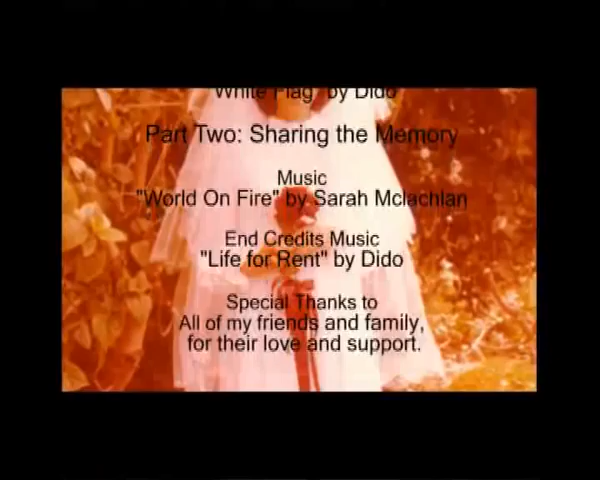 White Flag" by Dido
Part Two: Sharing the Memory
Music
"World On Fire" by Sarah Mclachlan
End Credits Music
"Life for Rent" by Dido
Special Thanks to
All of my friends and family,
for their love and support.